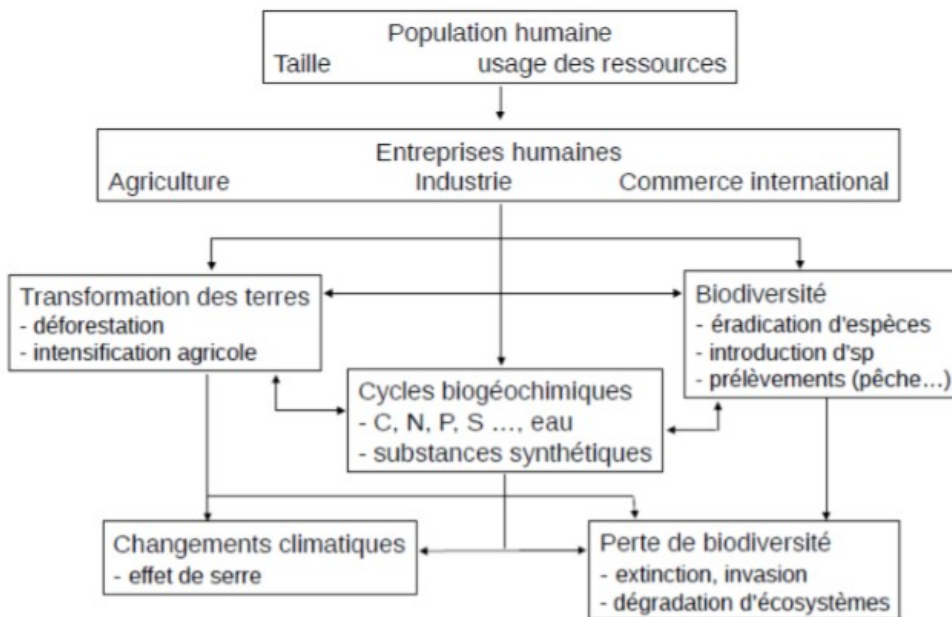 Population humaine
Taille usage des ressources
Entreprises humaines
Agriculture Industrie Commerce international
Transformation des terres
- déforestation
- intensification agricole
Biodiversité
- éradication d'espèces
- introduction d'sp
- prélèvements (pêche…)
Cycles biogéochimiques
- C, N, P, S …, eau
- substances synthétiques
Changements climatiques
- effet de serre
Perte de biodiversité
- extinction, invasion
- dégradation d'écosystèmes